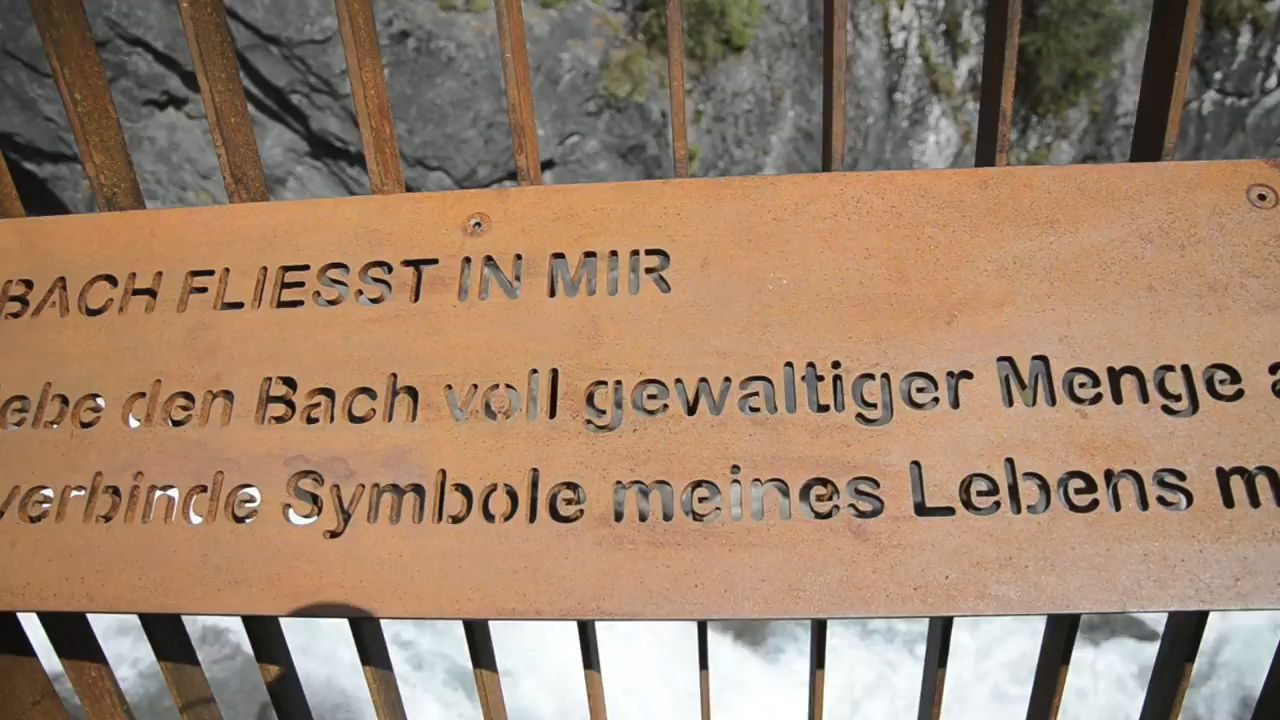 BACH FLIESST IN MIR
ebe den Bach voll gewaltiger Menge
verbinde Symbole meines Lebens m